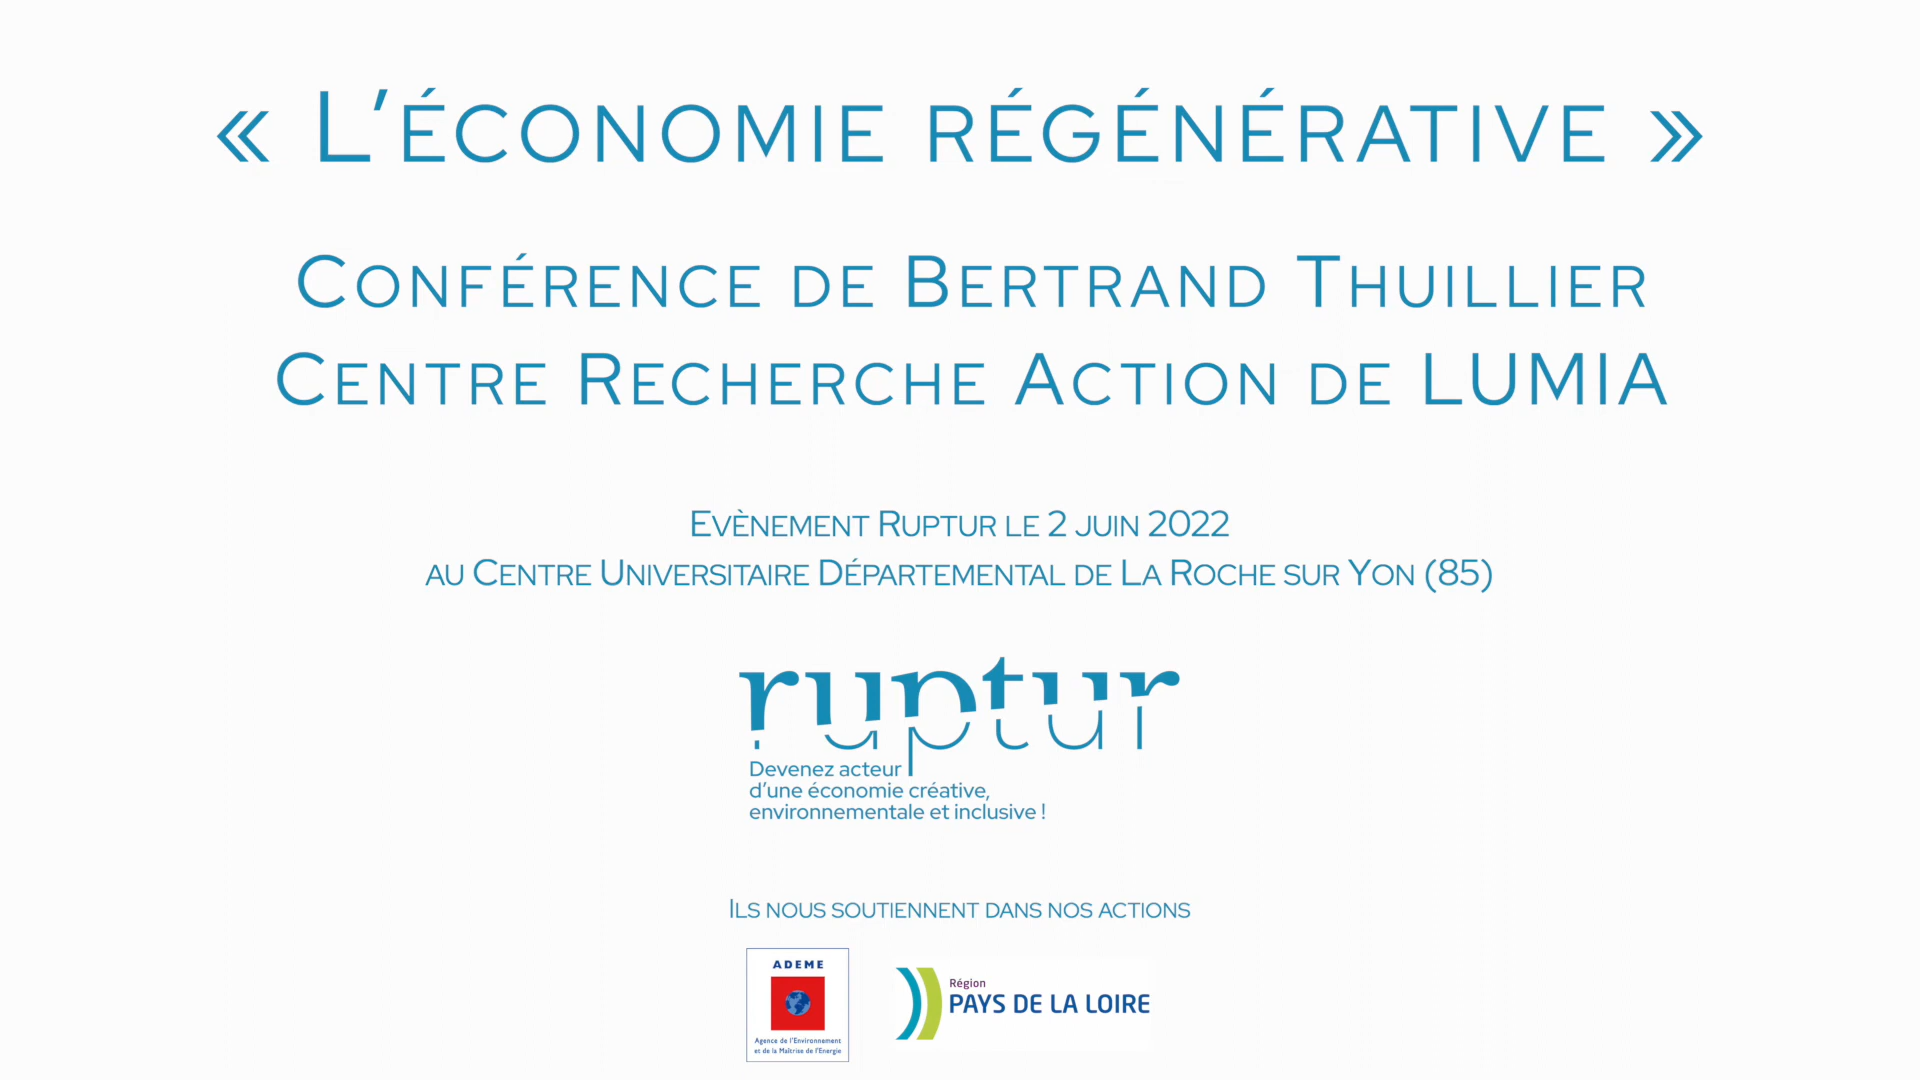 « L’ÉCONOMIE RÉGÉNÉRATIVE »
CONFÉRENCE DE BERTRAND THUILLIER
CENTRE RECHERCHE ACTION DE LUMIA
EVÈNEMENT RUPTUR LE 2 JUIN 2022
AU CENTRE UNIVERSITAIRE DÉPARTEMENTAL DE LA ROCHE SUR YON (85)
ruptur
Devenez acteur
d’une économie créative,
environnementale et inclusive !
ILS NOUS SOUTIENNENT DANS NOS ACTIONS
ADEME
Agence de l'Environnement
et de la Maîtrise de l'Energie
Région
PAYS DE LA LOIRE